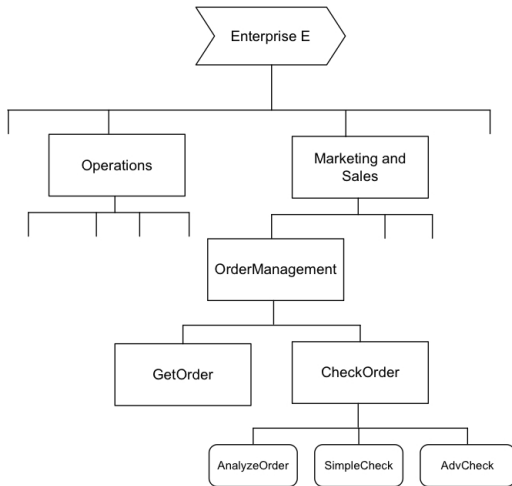 Enterprise E
Operations
Marketing and
Sales
OrderManagement
GetOrder
CheckOrder
AnalyzeOrder
SimpleCheck
AdvCheck